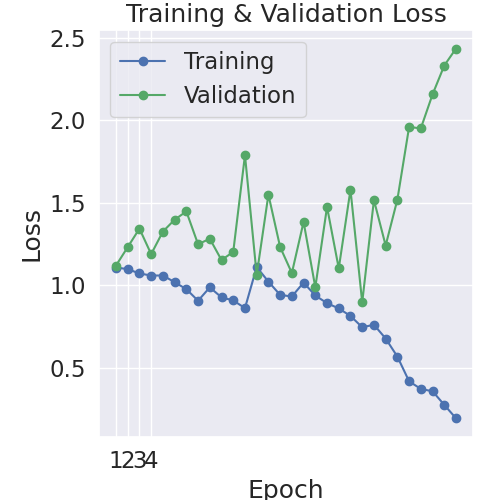 Training & Validation Loss
2.5
2.0
1.5
1.0
0.5
Loss
Training
Validation
1234
Epoch